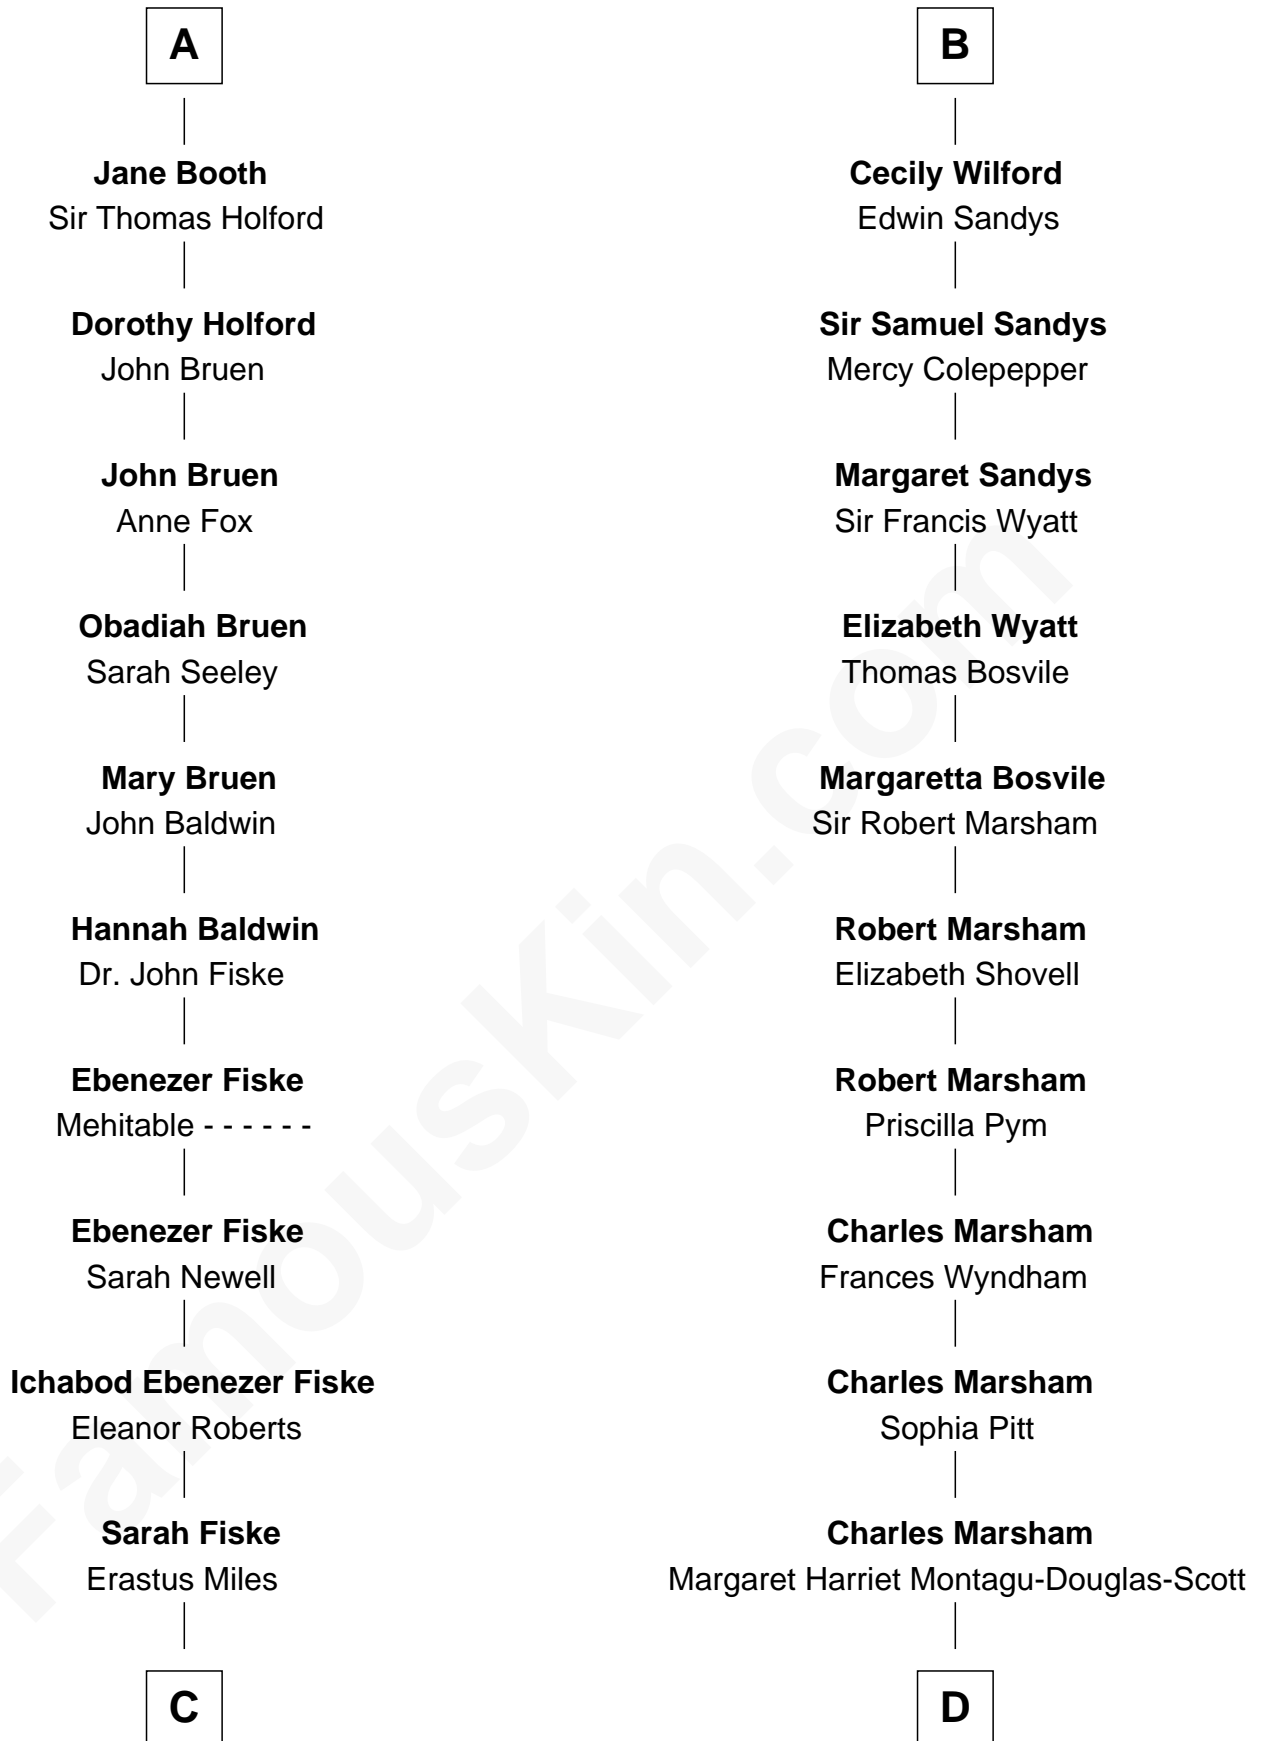 A
Jane Booth
Sir Thomas Holford
Dorothy Holford
John Bruen
John Bruen
Anne Fox
Obadiah Bruen
Sarah Seeley
Mary Bruen
John Baldwin
Hannah Baldwin
Dr. John Fiske
Ebenezer Fiske
Mehitable - - - - - -
Ebenezer Fiske
Sarah Newell
Ichabod Ebenezer Fiske
Eleanor Roberts
Sarah Fiske
Erastus Miles
C
B
Cecily Wilford
Edwin Sandys
Sir Samuel Sandys
Mercy Colepepper
Margaret Sandys
Sir Francis Wyatt
Elizabeth Wyatt
Thomas Bosvile
Margaretta Bosvile
Sir Robert Marsham
Robert Marsham
Elizabeth Shovell
Robert Marsham
Priscilla Pym
Charles Marsham
Frances Wyndham
Charles Marsham
Sophia Pitt
Charles Marsham
Margaret Harriet Montagu-Douglas-Scott
D
FamousKin.com